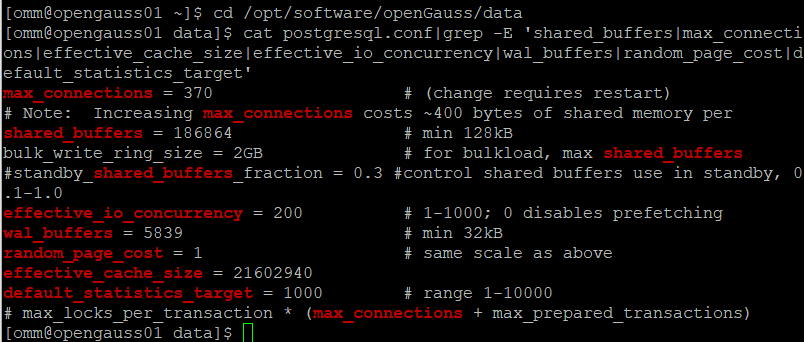 [omm@opengauss01 ~]$ cd /opt/software/openGauss/data
[omm@opengauss01 data]$ cat postgresql.conf|grep -E 'shared_buffers|max_connecti
ons|effective_cache_size|effective_io_concurrency|wal_buffers|random_page_cost|d
efault_statistics_target'
max_connections = 370 # (change requires restart)
# Note:  Increasing max_connections costs ~400 bytes of shared memory per
shared_buffers = 186864 # min 128kB
bulk_write_ring_size = 2GB # for bulkload, max shared_buffers
#standby_shared_buffers_fraction = 0.3 #control shared buffers use in standby, 0
.1-1.0
effective_io_concurrency = 200 # 1-1000; 0 disables prefetching
wal_buffers = 5839 # min 32kB
random_page_cost = 1 # same scale as above
effective_cache_size = 21602940
default_statistics_target = 1000 # range 1-10000
# max_locks_per_transaction * (max_connections + max_prepared_transactions)
[omm@opengauss01 data]$